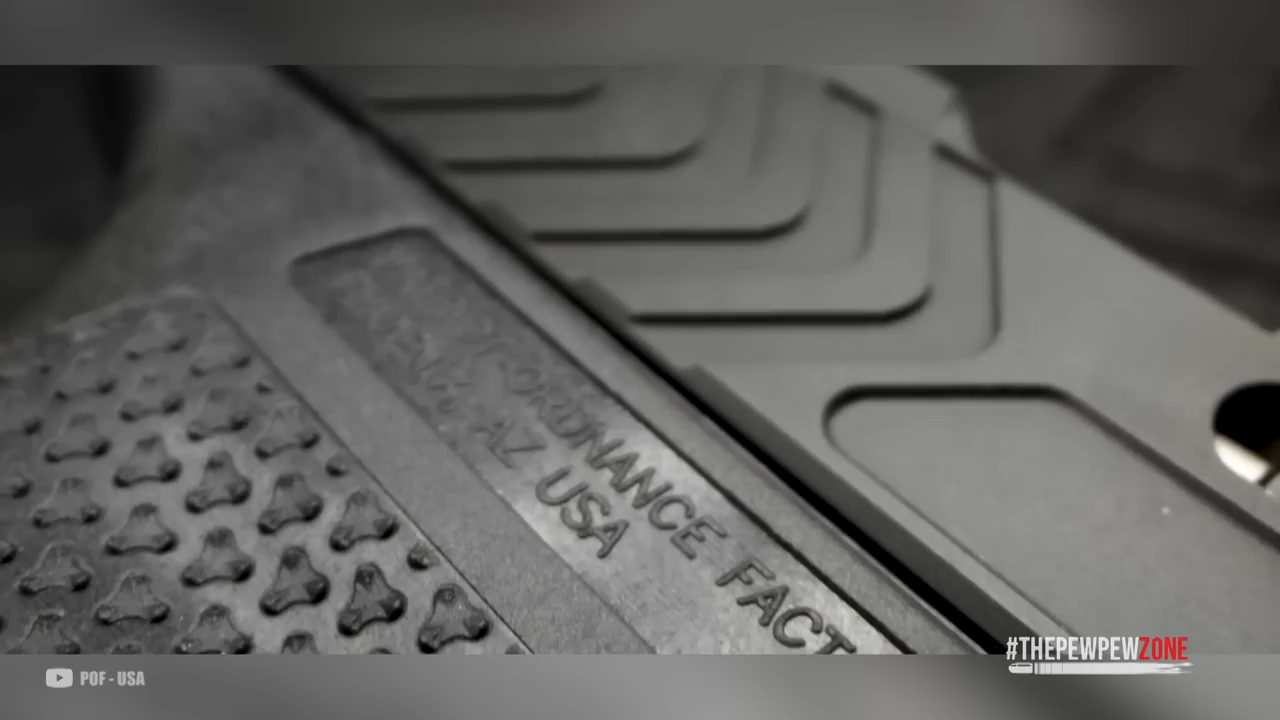 ORDNANCE FACT
AZ
USA
#THEPEWPEWZONE
POF - USA